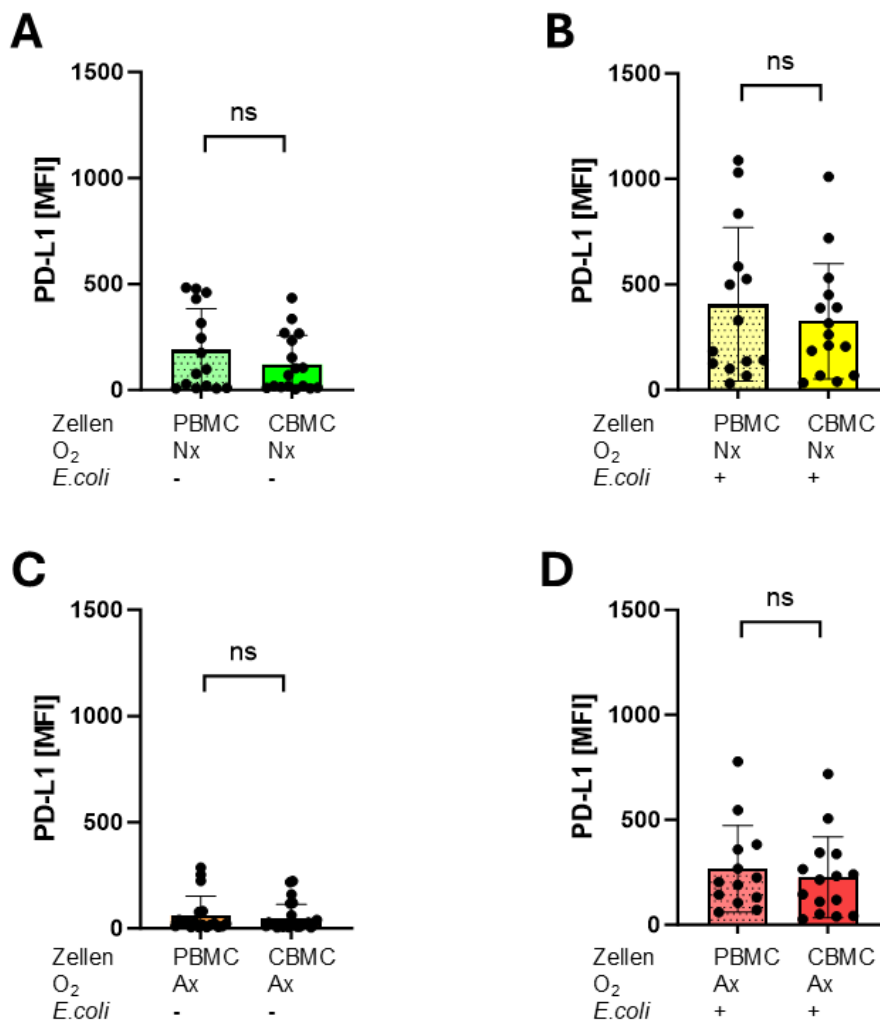 A
1500
1000
500
0
PD-L1 [MFI]
ns
Zellen PBMC CBMC
O₂ Nx Nx
E.coli - -
B
1500
1000
500
0
PD-L1 [MFI]
ns
Zellen PBMC CBMC
O₂ Nx Nx
E.coli + +
C
1500
1000
500
0
PD-L1 [MFI]
ns
Zellen PBMC CBMC
O₂ Ax Ax
E.coli - -
D
1500
1000
500
0
PD-L1 [MFI]
ns
Zellen PBMC CBMC
O₂ Ax Ax
E.coli + +